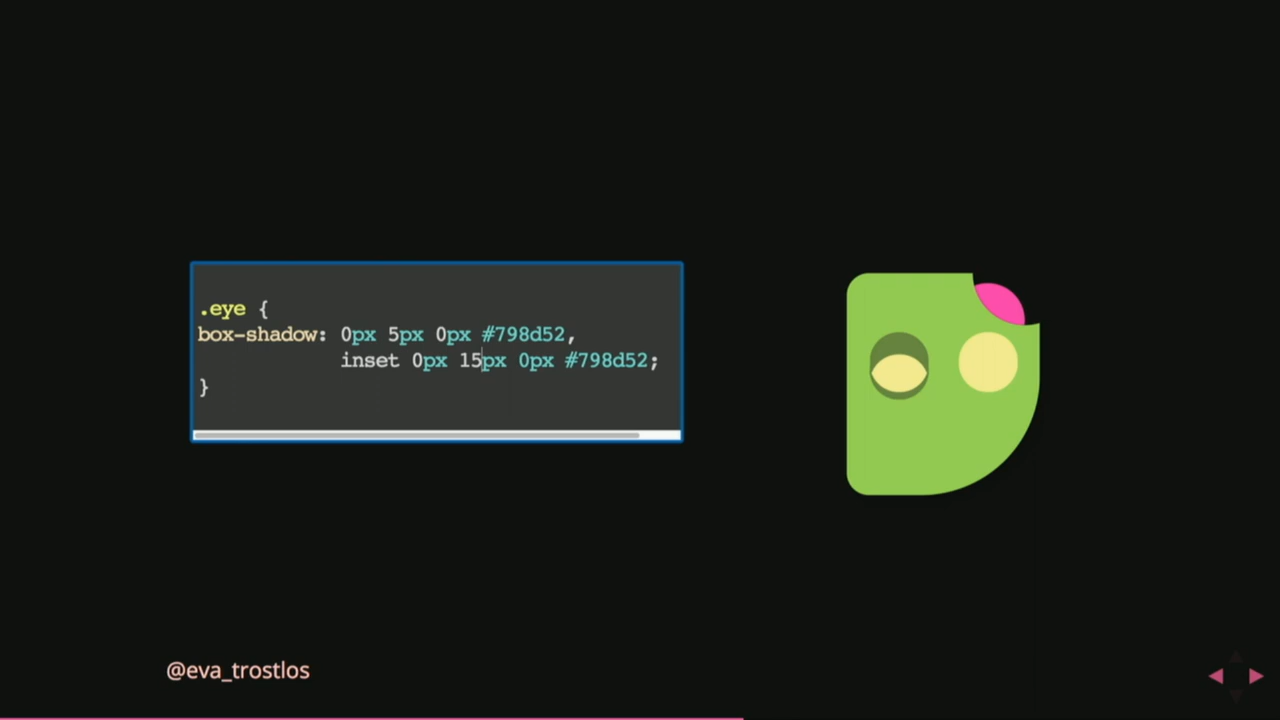 .eye {
box-shadow: 0px 5px 0px #798d52,
inset 0px 15px 0px #798d52;
}
@eva_trostlos